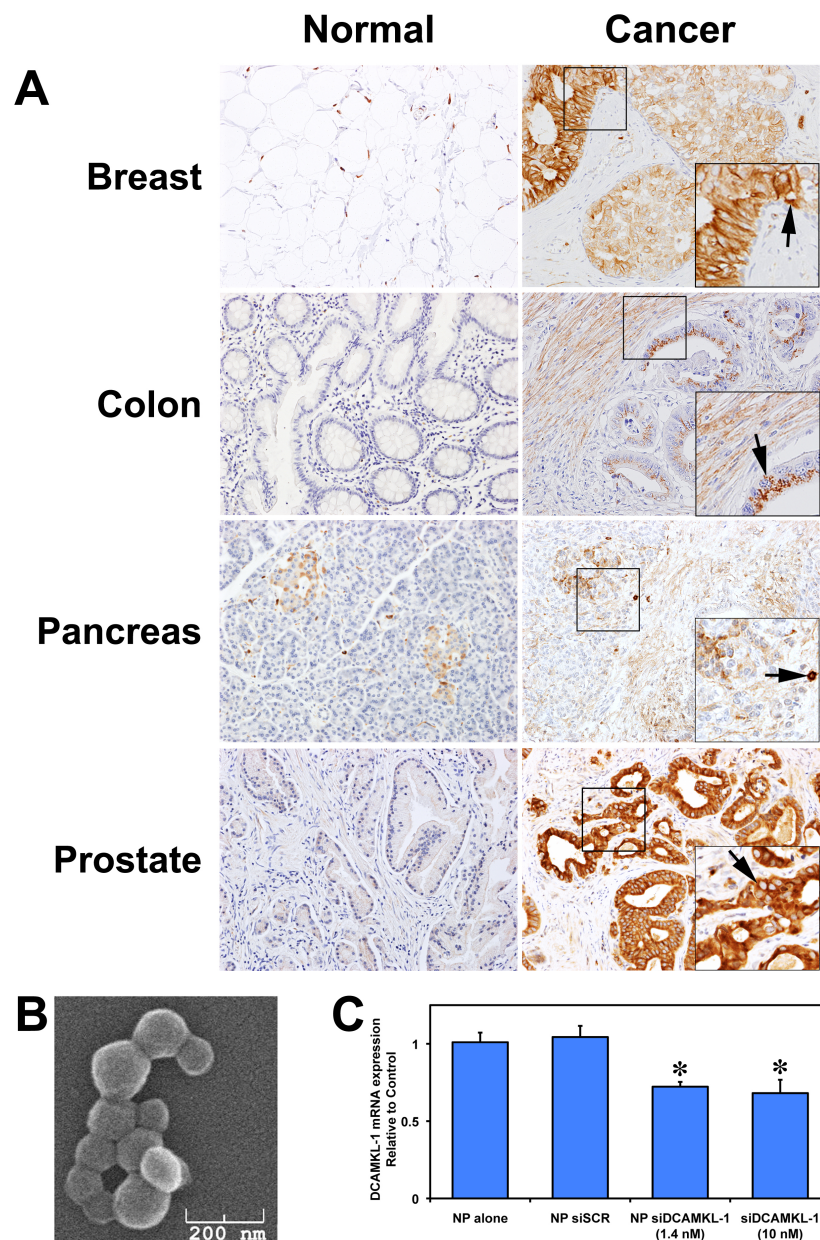 Normal Cancer
A
Breast
Colon
Pancreas
Prostate
B
200 nm
C
DCAMKL-1 mRNA expression
Relative to Control
1
0.5
0
*
*
NP alone
NP siSCR
NP siDCAMKL-1
(1.4 nM)
siDCAMKL-1
(10 nM)